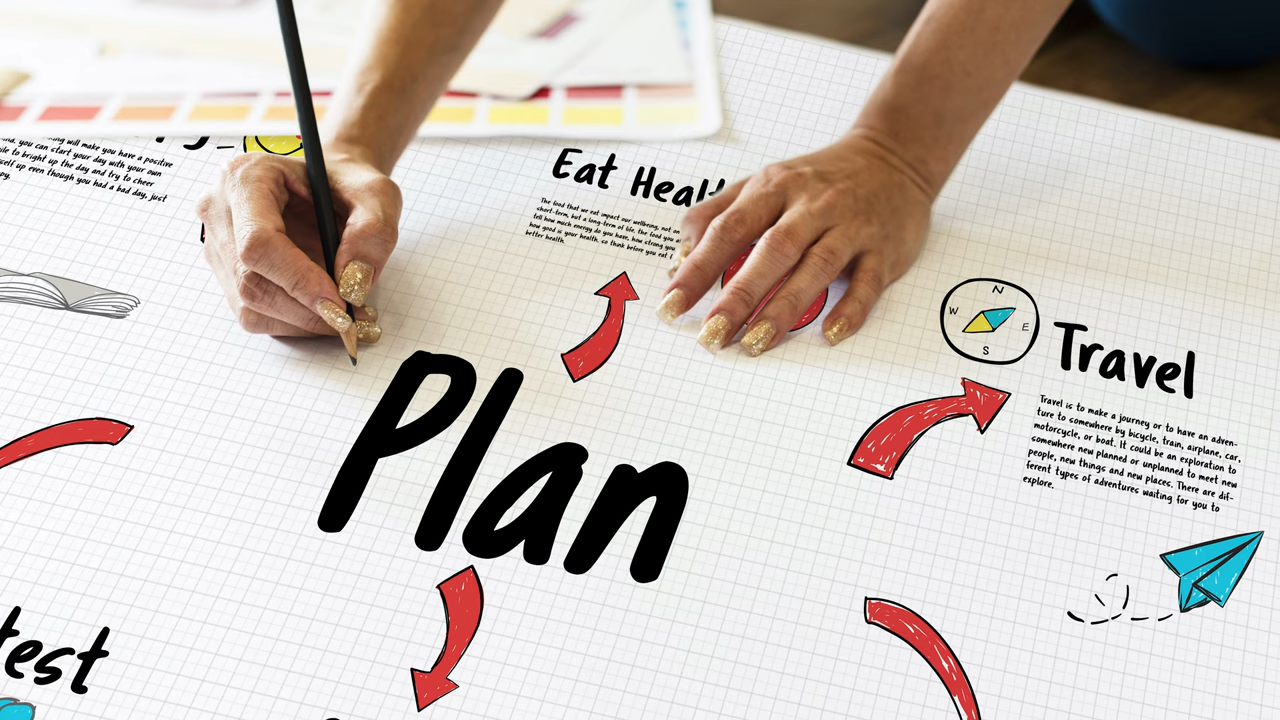 will make you have a positive
you can start your day with your own
to bright up the day and try to cheer
up even though you had a bad day, just
Eat Healt
The food that we eat impact our wellbeing, not on
short-term, but a long-term of life. the food you
tell how much energy do you have, how strong you
how good is your health. so think before you eat
better health.
N
W
E
S
Travel
Travel is to make a journey or to have an adven-
ture to somewhere by bicycle, train, airplane, car,
motorcycle, or boat. It could be an exploration to
somewhere new planned or unplanned to meet new
people, new things and new places. There are dif-
ferent types of adventures waiting for you to
explore.
Plan
test